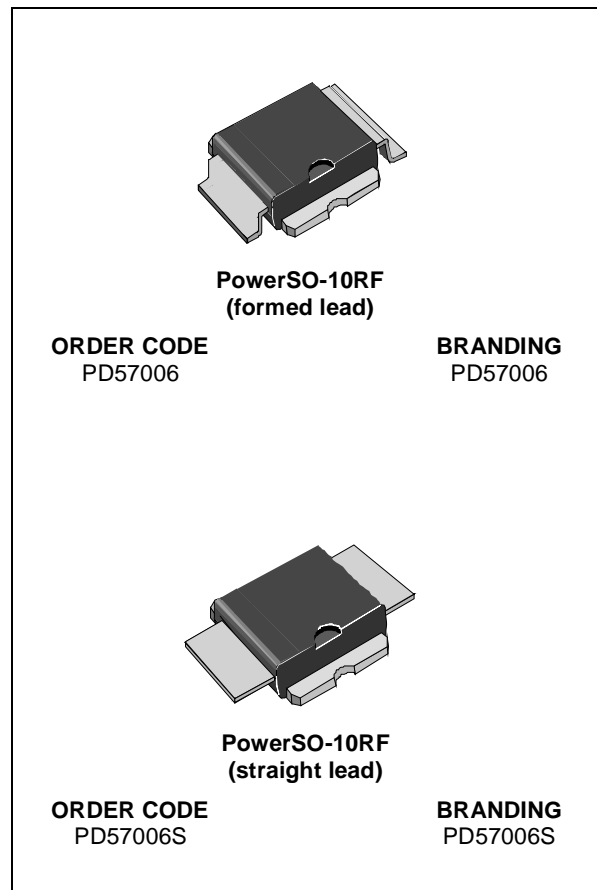 PowerSO-10RF
(formed lead)
ORDER CODE
PD57006
BRANDING
PD57006
PowerSO-10RF
(straight lead)
ORDER CODE
PD57006S
BRANDING
PD57006S